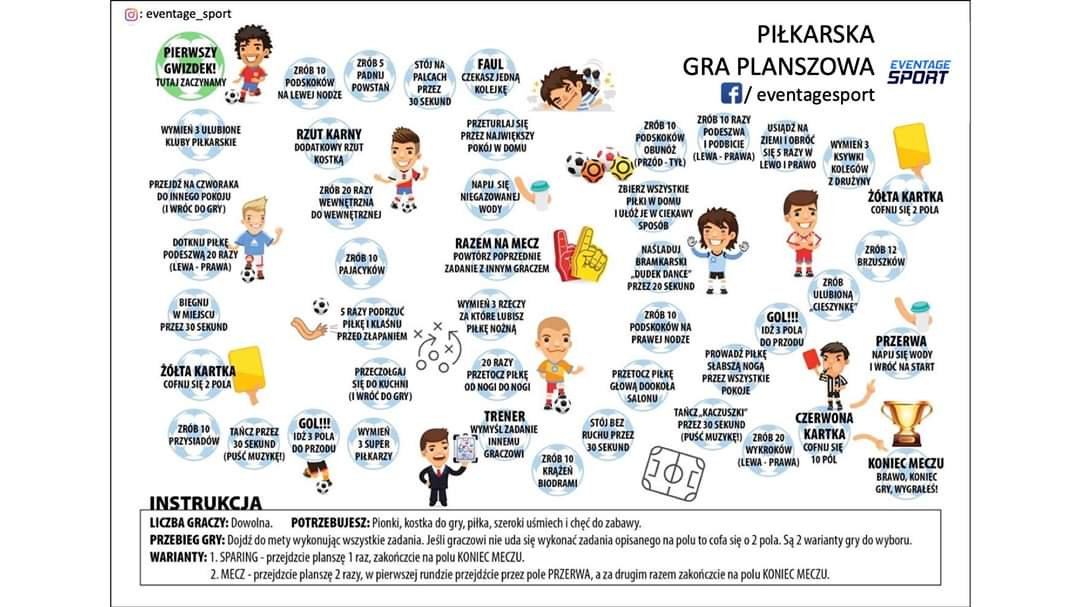 : eventage_sport
PIŁKARSKA
GRA PLANSZOWA
EVENTAGE
SPORT
f/ eventagesport
PIERWSZY
GWIZDEK!
TUTAJ ZACZYNAMY
ZRÓB 10
PODSKOKÓW
NA LEWEJ NODZE
ZRÓB 5
PADNIJ
POWSTAŃ
STÓJ NA
PALCACH
PRZEZ
30 SEKUND
FAUL
CZEKASZ JEDNĄ
KOLEJKĘ
WYMIEŃ 3 ULUBIONE
KLUBY PIŁKARSKIE
RZUT KARNY
DODATKOWY RZUT
KOSTKĄ
PRZETURLAJ SIĘ
PRZEZ NAJWIĘKSZY
POKÓJ W DOMU
ZRÓB 10
PODSKOKÓW
OBUNÓŻ
(PRZÓD - TYŁ)
ZRÓB 10 RAZY
PODESZWA
I PODBICIE
(LEWA - PRAWA)
USIĄDŹ NA
ZIEMI I OBRÓĆ
SIĘ 5 RAZY W
LEWO I PRAWO
WYMIEŃ 3
KSYWKI
KOLEGÓW
Z DRUŻYNY
ŻÓŁTA KARTKA
COFNIJ SIĘ 2 POLA
PRZEJDŹ NA CZWORAKA
DO INNEGO POKOJU
(I WRÓĆ DO GRY)
ZRÓB 20 RAZY
WEWNĘTRZNA
DO WEWNĘTRZNEJ
NAPIJ SIĘ
NIEGAZOWANEJ
WODY
ZBIERZ WSZYSTKIE
PIŁKI W DOMU
I UŁÓŻ JE W CIEKAWY
SPOSÓB
DOTKNIJ PIŁKĘ
PODESZWĄ 20 RAZY
(LEWA - PRAWA)
ZRÓB 10
PAJACYKÓW
RAZEM NA MECZ
POWTÓRZ POPRZEDNIE
ZADANIE Z INNYM GRACZEM
NAŚLADUJ
BRAMKARSKI
„DUDEK DANCE”
PRZEZ 20 SEKUND
ZRÓB 12
BRZUSZKÓW
ZRÓB
ULUBIONĄ
„CIESZYNKĘ”
BIEGNIJ
W MIEJSCU
PRZEZ 30 SEKUND
5 RAZY PODRZUĆ
PIŁKĘ I KLAŚNIJ
PRZED ZŁAPANIEM
WYMIEŃ 3 RZECZY
ZA KTÓRE LUBISZ
PIŁKĘ NOŻNĄ
ZRÓB 10
PODSKOKÓW NA
PRAWEJ NODZE
GOL!!!
IDŹ 3 POLA
DO PRZODU
PRZERWA
NAPIJ SIĘ WODY
I WRÓĆ NA START
ŻÓŁTA KARTKA
COFNIJ SIĘ 2 POLA
PRZECZOŁGAJ
SIĘ DO KUCHNI
(I WRÓĆ DO GRY)
20 RAZY
PRZETOCZ PIŁKĘ
OD NOGI DO NOGI
PRZETOCZ PIŁKĘ
GŁOWĄ DOOKOŁA
SALONU
PROWADŹ PIŁKĘ
SŁABSZĄ NOGĄ
PRZEZ WSZYSTKIE
POKOJE
ZRÓB 10
PRZYSIADÓW
TAŃCZ PRZEZ
30 SEKUND
(PUŚĆ MUZYKĘ!)
GOL!!!
IDŹ 3 POLA
DO PRZODU
WYMIEŃ
3 SUPER
PIŁKARZY
TRENER
WYMYŚL ZADANIE
INNEMU
GRACZOWI
ZRÓB 10
KRĄŻEŃ
BIODRAMI
STÓJ BEZ
RUCHU PRZEZ
30 SEKUND
TAŃCZ „KACZUSZKI”
PRZEZ 30 SEKUND
(PUŚĆ MUZYKĘ!)
ZRÓB 20
WYKROKÓW
(LEWA - PRAWA)
CZERWONA
KARTKA
COFNIJ SIĘ
10 PÓL
KONIEC MECZU
BRAWO, KONIEC
GRY, WYGRAŁEŚ!
INSTRUKCJA
LICZBA GRACZY: Dowolna. POTRZEBUJESZ: Pionki, kostka do gry, piłka, szeroki uśmiech i chęć do zabawy.
PRZEBIEG GRY: Dojdź do mety wykonując wszystkie zadania. Jeśli graczowi nie uda się wykonać zadania opisanego na polu to cofa się o 2 pola. Są 2 warianty gry do wyboru.
WARIANTY: 1. SPARING - przejdzcie planszę 1 raz, zakończcie na polu KONIEC MECZU.
2. MECZ - przejdzcie planszę 2 razy, w pierwszej rundzie przejdźcie przez pole PRZERWA, a za drugim razem zakończcie na polu KONIEC MECZU.